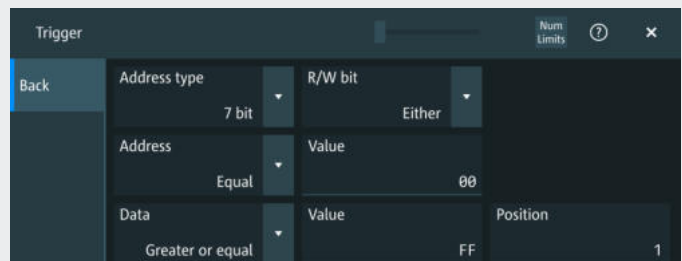 Trigger
Num
Limits
?
×
Back
Address type
R/W bit
7 bit
Either
Address
Value
Equal
00
Data
Value
Position
Greater or equal
FF
1